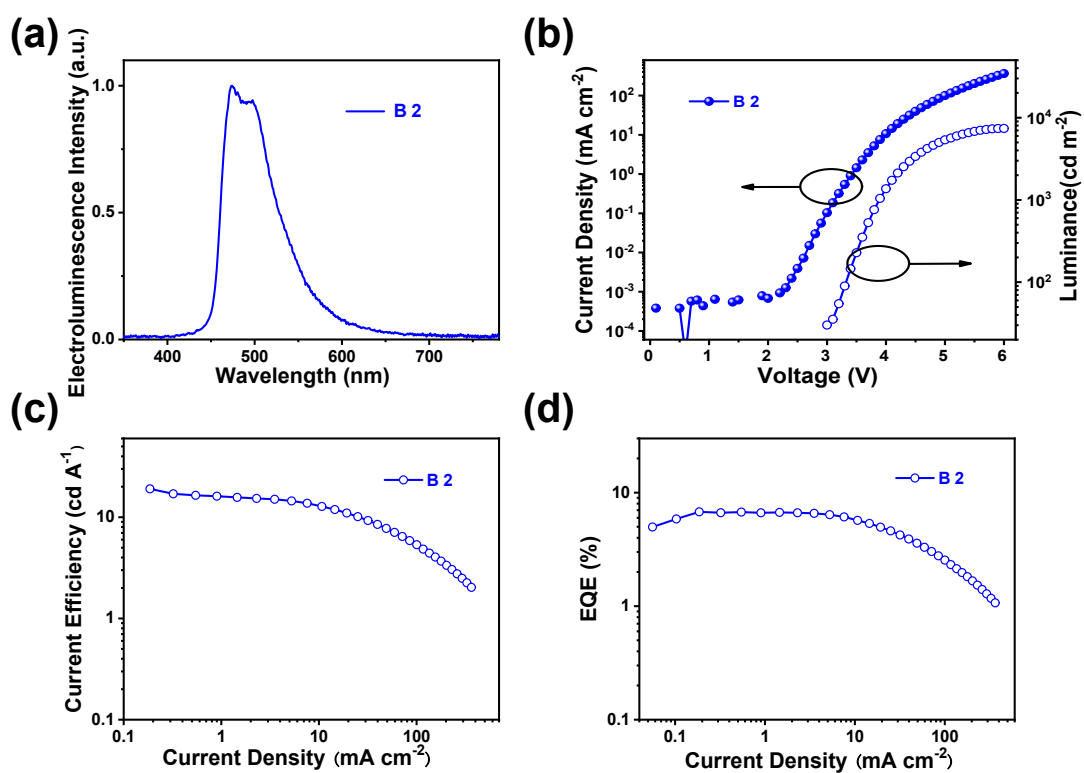 (a)
Electroluminescence Intensity (a.u.)
1.0
0.5
0.0
B 2
400
500
600
700
Wavelength (nm)
(b)
Current Density (mA cm⁻²)
10²
10¹
10⁰
10⁻¹
10⁻²
10⁻³
10⁻⁴
B 2
10⁴
10³
10²
Luminance(cd m⁻²)
0
1
2
3
4
5
6
Voltage (V)
(c)
Current Efficiency (cd A⁻¹)
10
1
0.1
B 2
0.1
1
10
100
Current Density (mA cm⁻²)
(d)
EQE (%)
10
1
0.1
B 2
0.1
1
10
100
Current Density (mA cm⁻²)